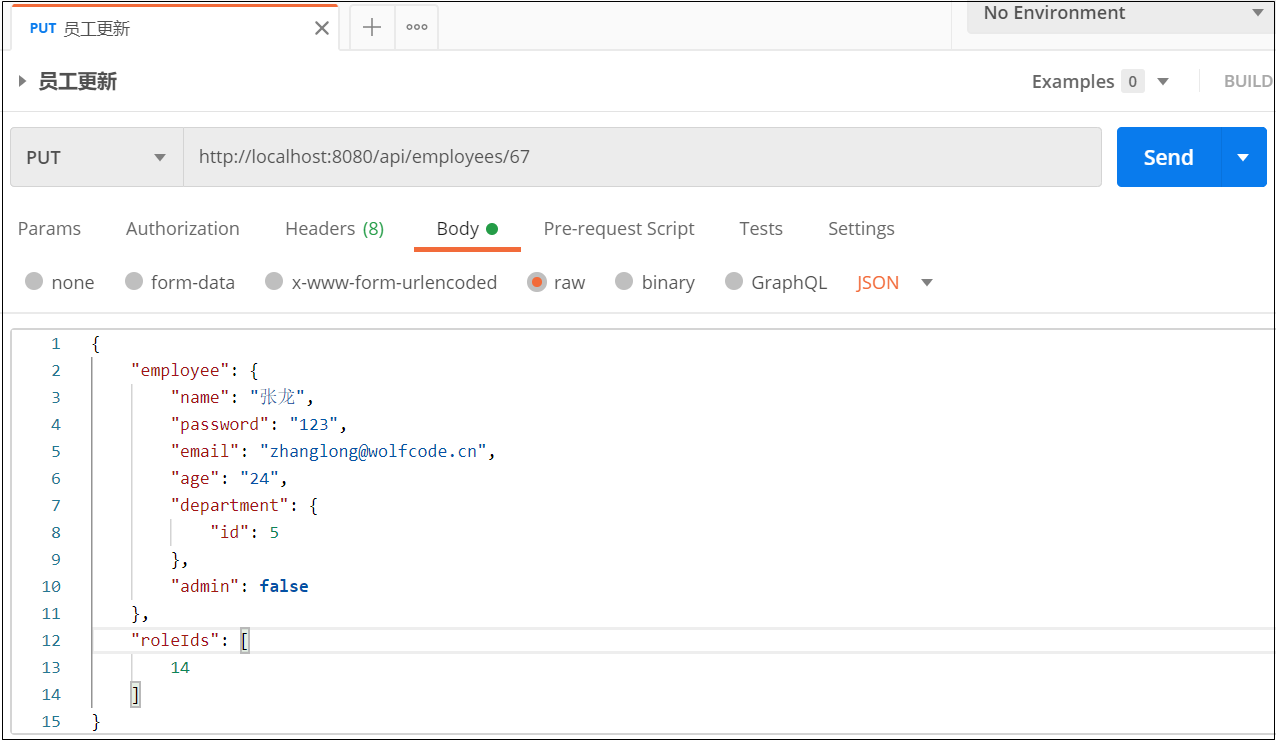 PUT 员工更新
No Environment
员工更新
Examples 0
BUILD
PUT http://localhost:8080/api/employees/67 Send
Params Authorization Headers (8) Body Pre-request Script Tests Settings
none form-data x-www-form-urlencoded raw binary GraphQL JSON
1 {
2 "employee": {
3 "name": "张龙",
4 "password": "123",
5 "email": "zhanglong@wolfcode.cn",
6 "age": "24",
7 "department": {
8 "id": 5
9 },
10 "admin": false
11 },
12 "roleIds": [
13 14
14 ]
15 }